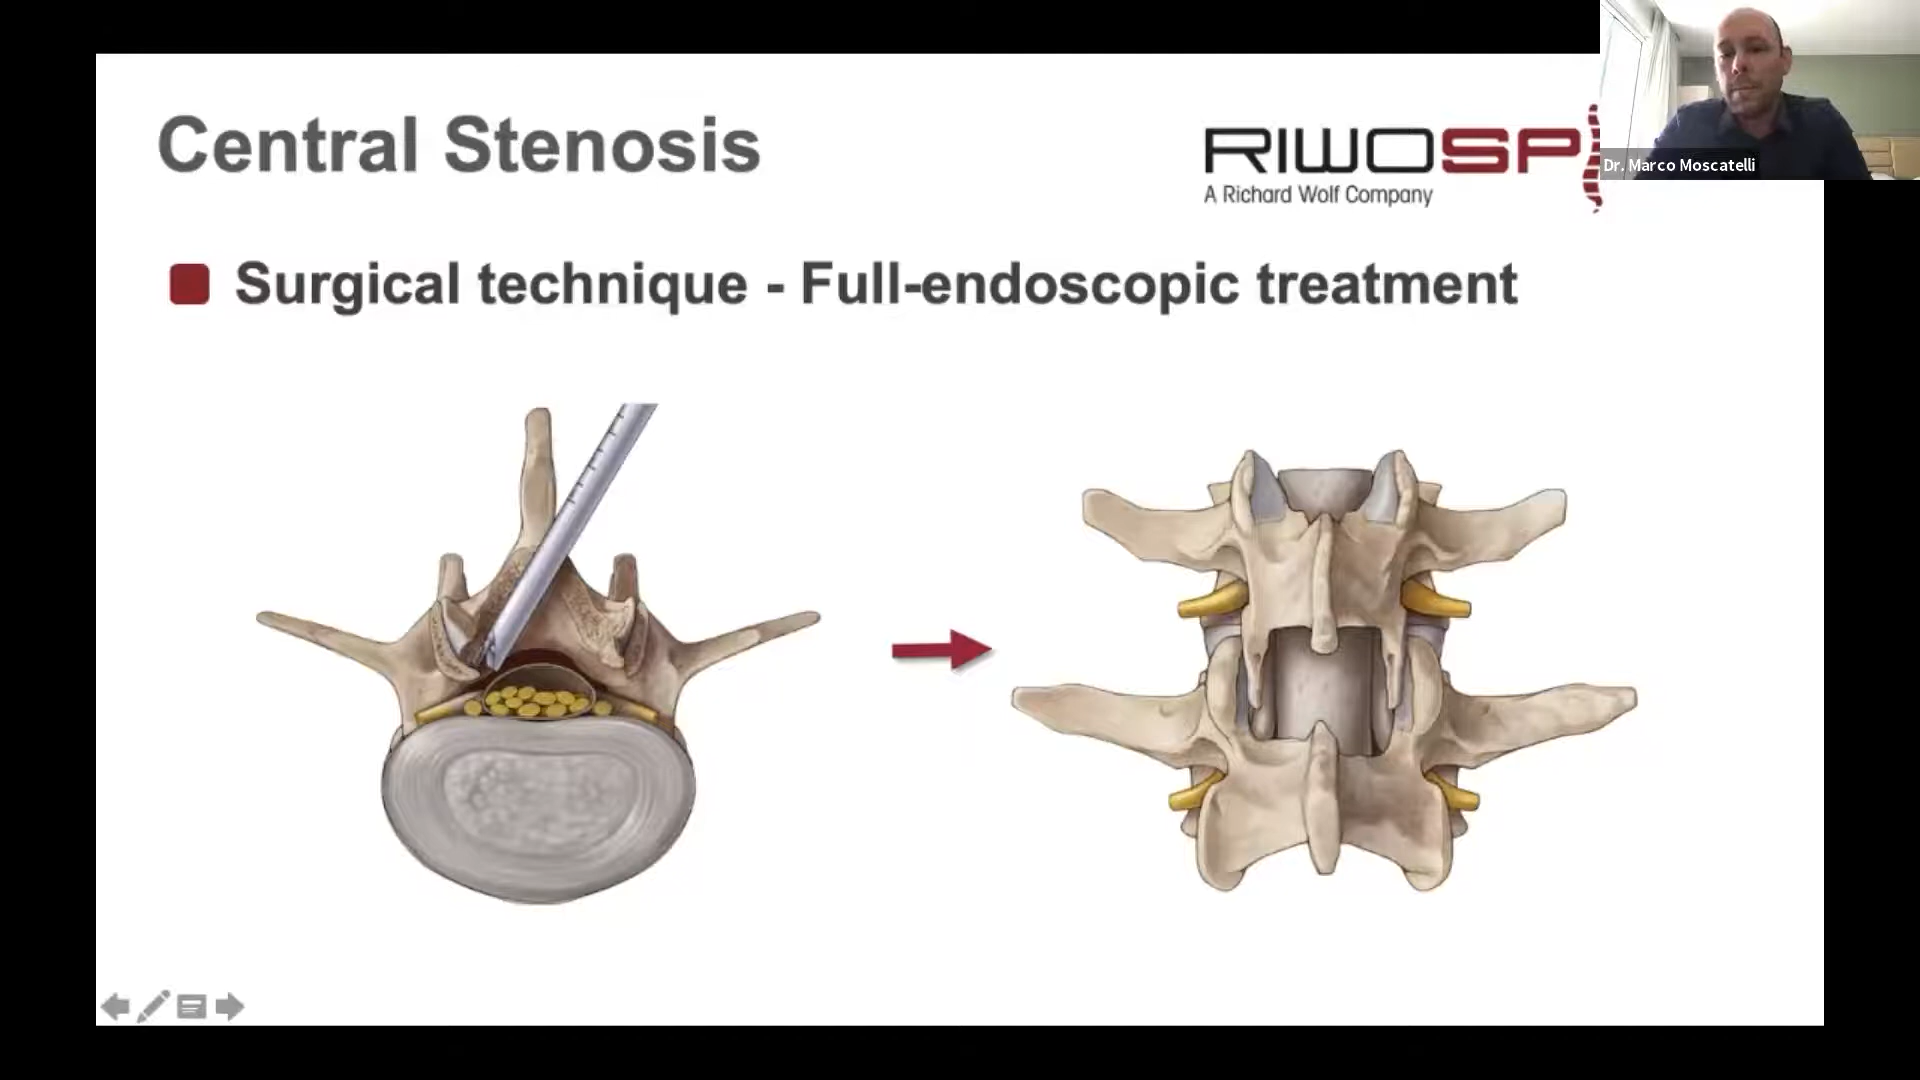 Central Stenosis
RIWOSP
A Richard Wolf Company
Dr. Marco Moscatelli
Surgical technique - Full-endoscopic treatment